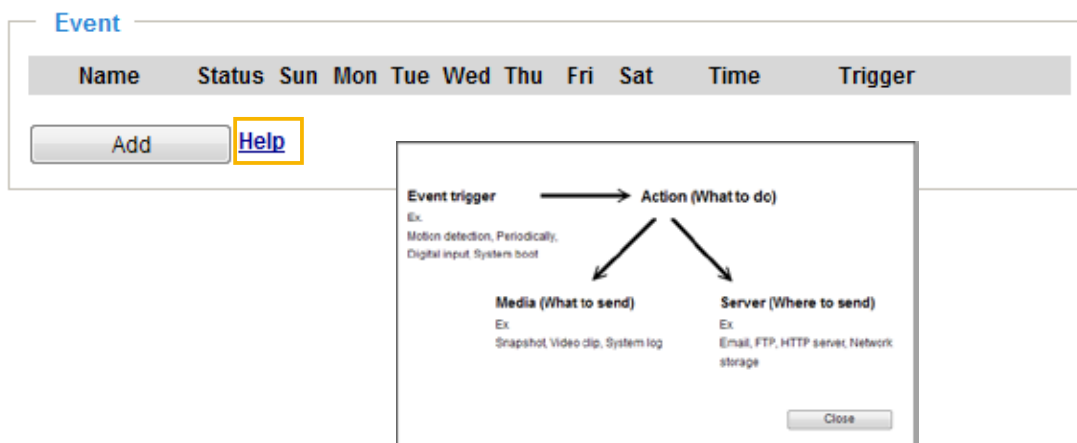 Event
Name Status Sun Mon Tue Wed Thu Fri Sat Time Trigger
Add Help
Event trigger
Ex.
Motion detection, Periodically,
Digital input, System boot
Action (What to do)
Media (What to send)
Ex
Snapshot, Video clip, System log
Server (Where to send)
Ex
Email, FTP, HTTP server, Network
storage
Close